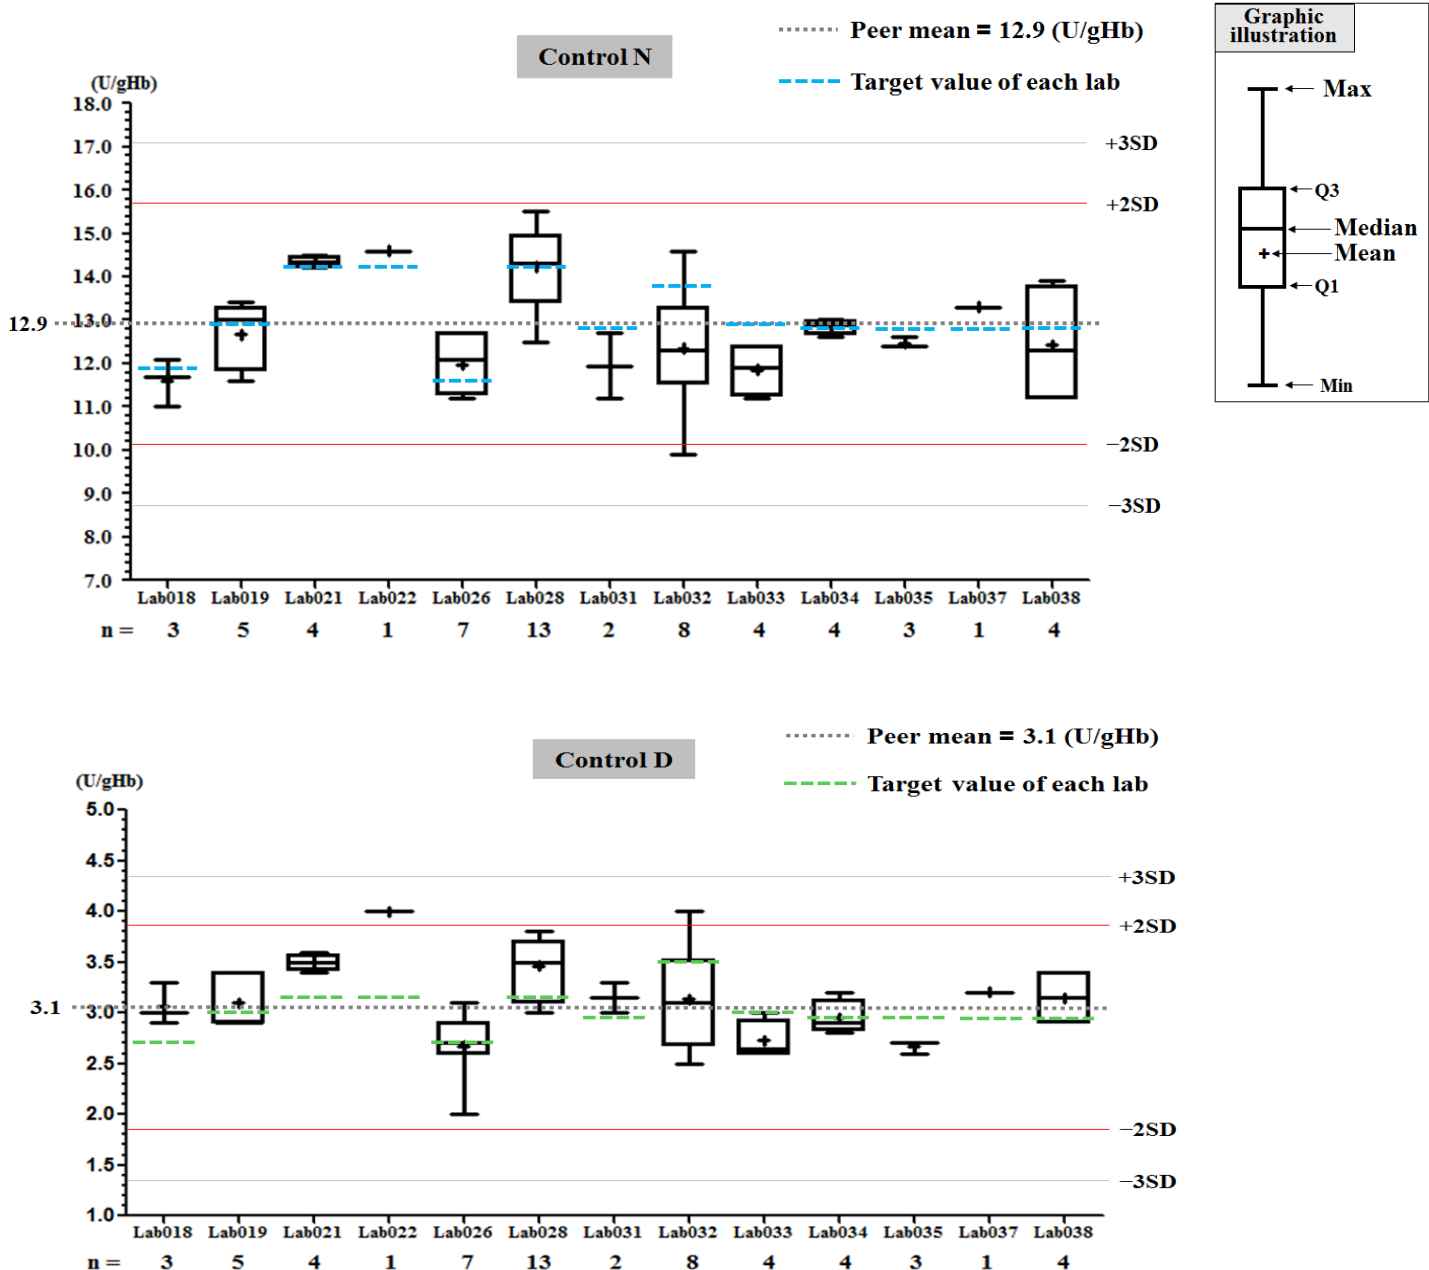 Peer mean = 12.9 (U/gHb)
Control N
Target value of each lab
(U/gHb)
18.0
17.0
+3SD
16.0
+2SD
15.0
14.0
13.0
12.9
12.0
11.0
10.0
−2SD
9.0
−3SD
8.0
7.0
Lab018 Lab019 Lab021 Lab022 Lab026 Lab028 Lab031 Lab032 Lab033 Lab034 Lab035 Lab037 Lab038
n = 3 5 4 1 7 13 2 8 4 4 3 1 4
Graphic
illustration
Max
Q3
Median
Mean
Q1
Min
Peer mean = 3.1 (U/gHb)
Control D
Target value of each lab
(U/gHb)
5.0
4.5
+3SD
4.0
+2SD
3.5
3.1
3.0
2.5
2.0
−2SD
1.5
−3SD
1.0
Lab018 Lab019 Lab021 Lab022 Lab026 Lab028 Lab031 Lab032 Lab033 Lab034 Lab035 Lab037 Lab038
n = 3 5 4 1 7 13 2 8 4 4 3 1 4